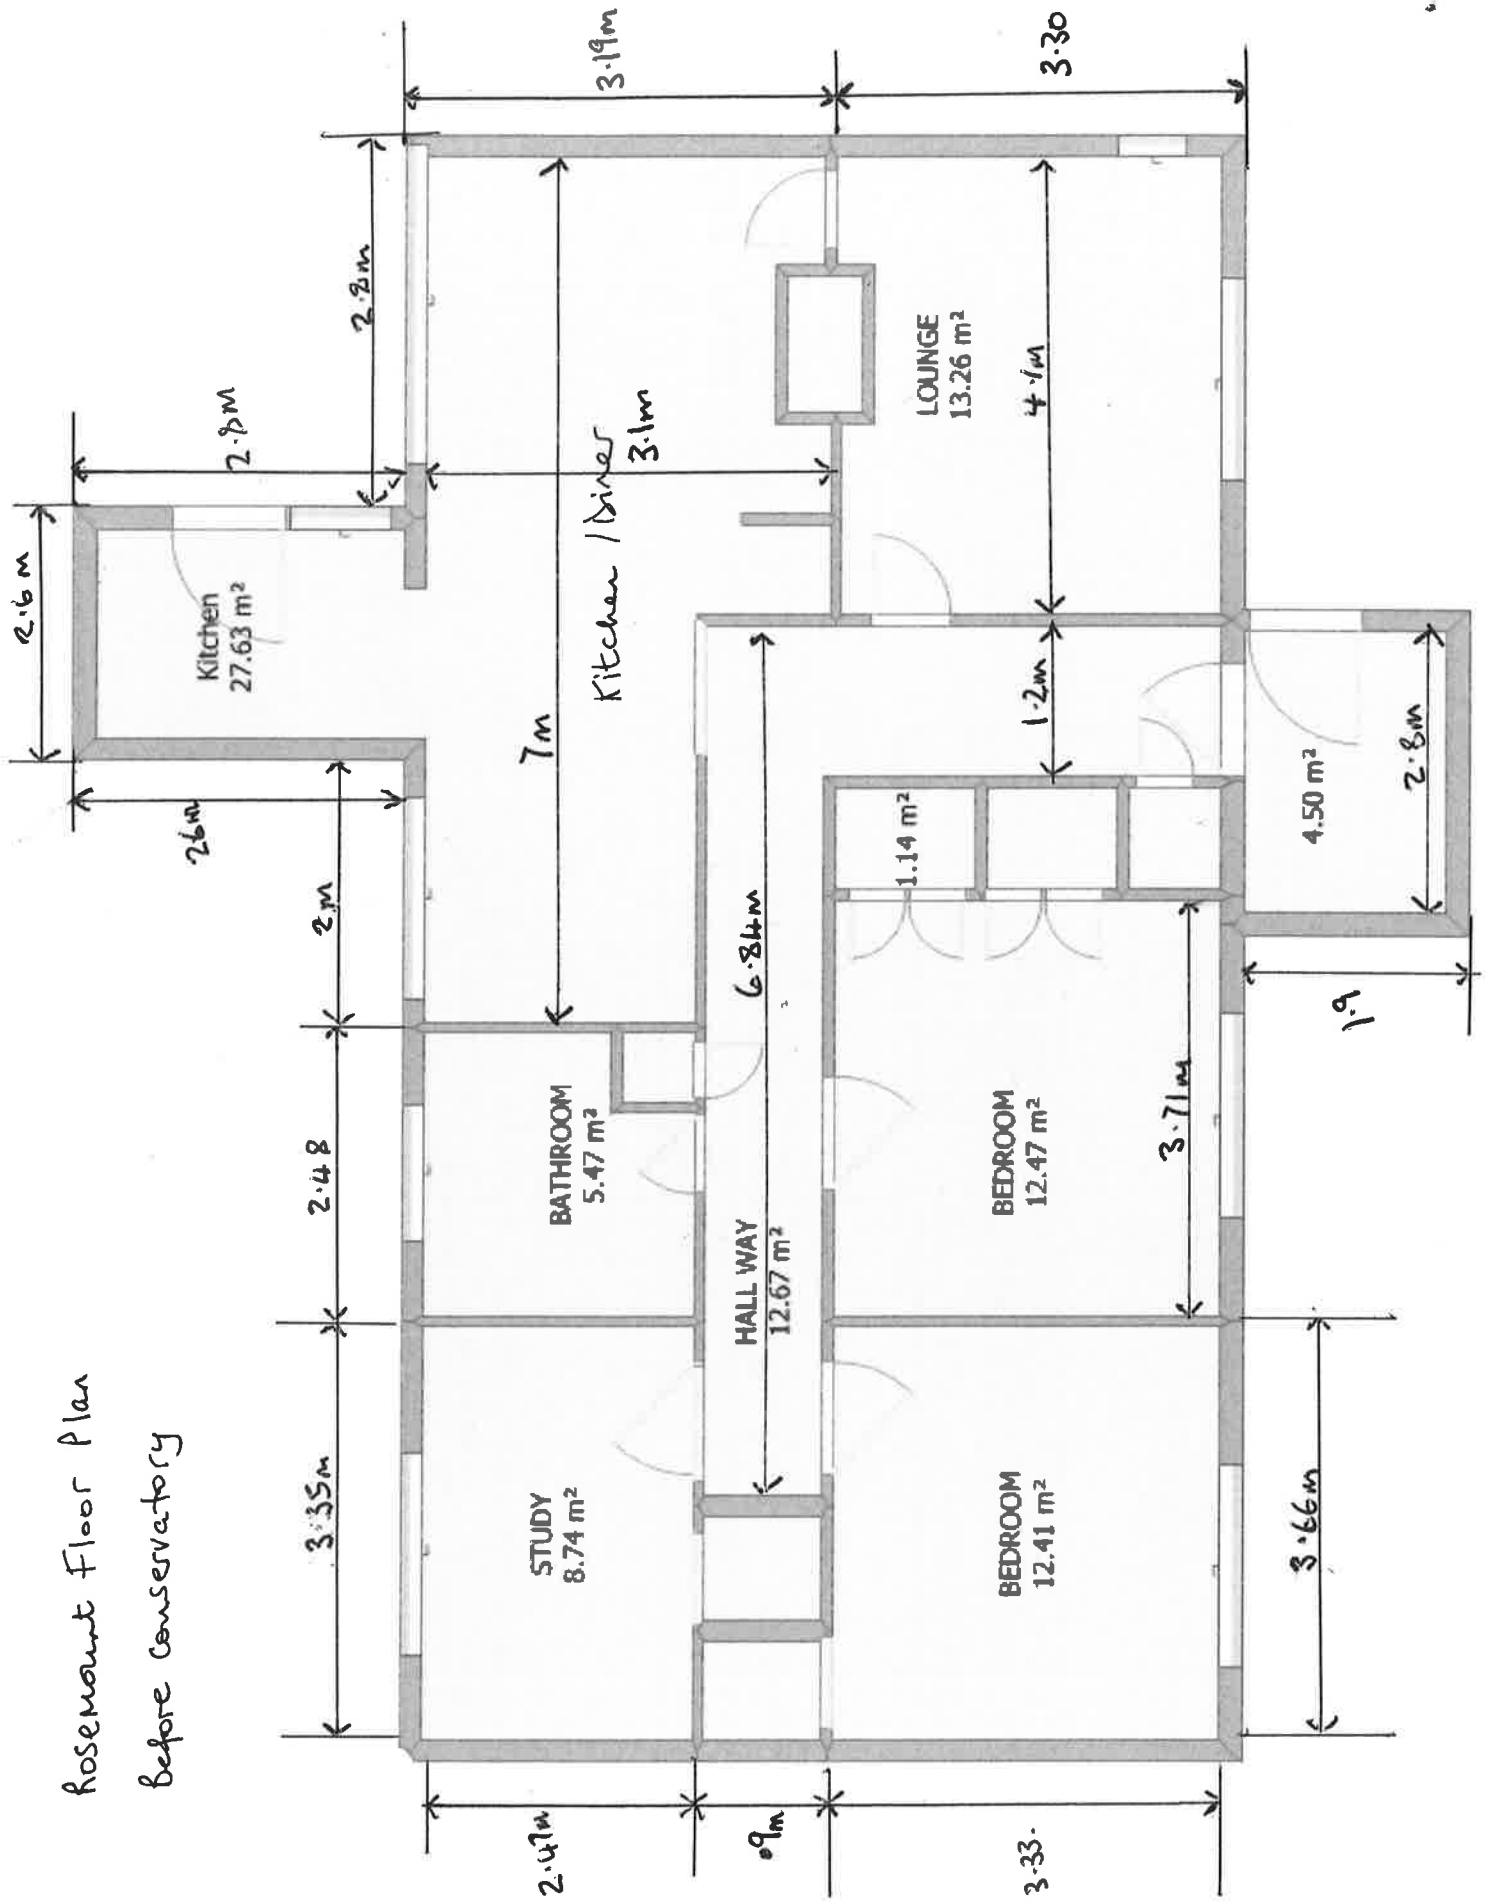 Rosemount Floor Plan
Before conservatory
2.6 m
2.8m
2.2m
3.19m
3.30
26m
2m
2.48
3.35m
Kitchen
27.63 m²
7m
Kitchen / Diner
3.1m
LOUNGE
13.26 m²
4.1m
BATHROOM
5.47 m²
STUDY
8.74 m²
HALL WAY
12.67 m²
6.84m
1.2m
1.14 m²
4.50 m²
2.8m
1.9
BEDROOM
12.47 m²
3.71m
BEDROOM
12.41 m²
3.66m
2.47m
.9m
3.33.